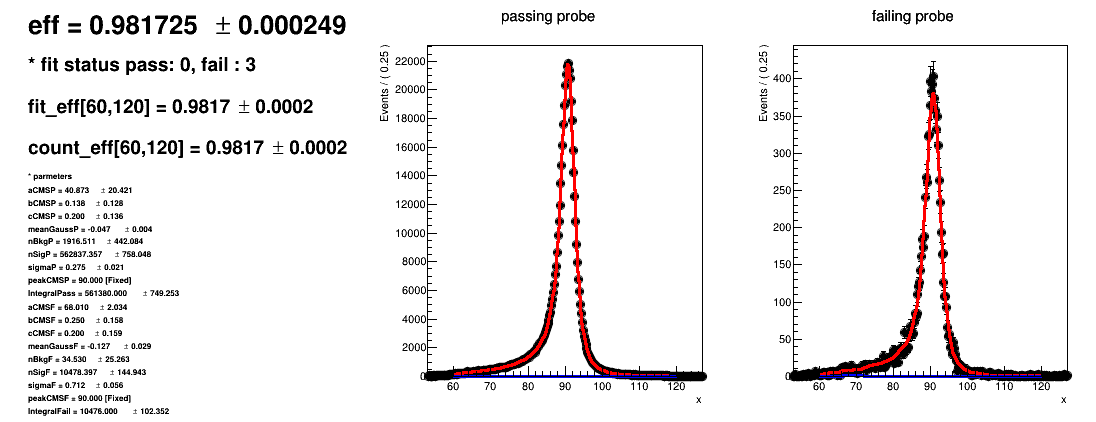 eff = 0.981725 ± 0.000249
* fit status pass: 0, fail : 3
fit_eff[60,120] = 0.9817 ± 0.0002
count_eff[60,120] = 0.9817 ± 0.0002
* parmeters
aCMSP = 40.873 ± 20.421
bCMSP = 0.138 ± 0.128
cCMSP = 0.200 ± 0.136
meanGaussP = -0.047 ± 0.004
nBkgP = 1916.511 ± 442.084
nSigP = 562837.357 ± 758.048
sigmaP = 0.275 ± 0.021
peakCMSP = 90.000 [Fixed]
IntegralPass = 561380.000 ± 749.253
aCMSF = 68.010 ± 2.034
bCMSF = 0.250 ± 0.158
cCMSF = 0.200 ± 0.159
meanGaussF = -0.127 ± 0.029
nBkgF = 34.530 ± 25.263
nSigF = 10478.397 ± 144.943
sigmaF = 0.712 ± 0.056
peakCMSF = 90.000 [Fixed]
IntegralFail = 10476.000 ± 102.352
passing probe
Events / ( 0.25 )
22000
20000
18000
16000
14000
12000
10000
8000
6000
4000
2000
0
60 70 80 90 100 110 120
x
failing probe
Events / ( 0.25 )
400
350
300
250
200
150
100
50
0
60 70 80 90 100 110 120
x